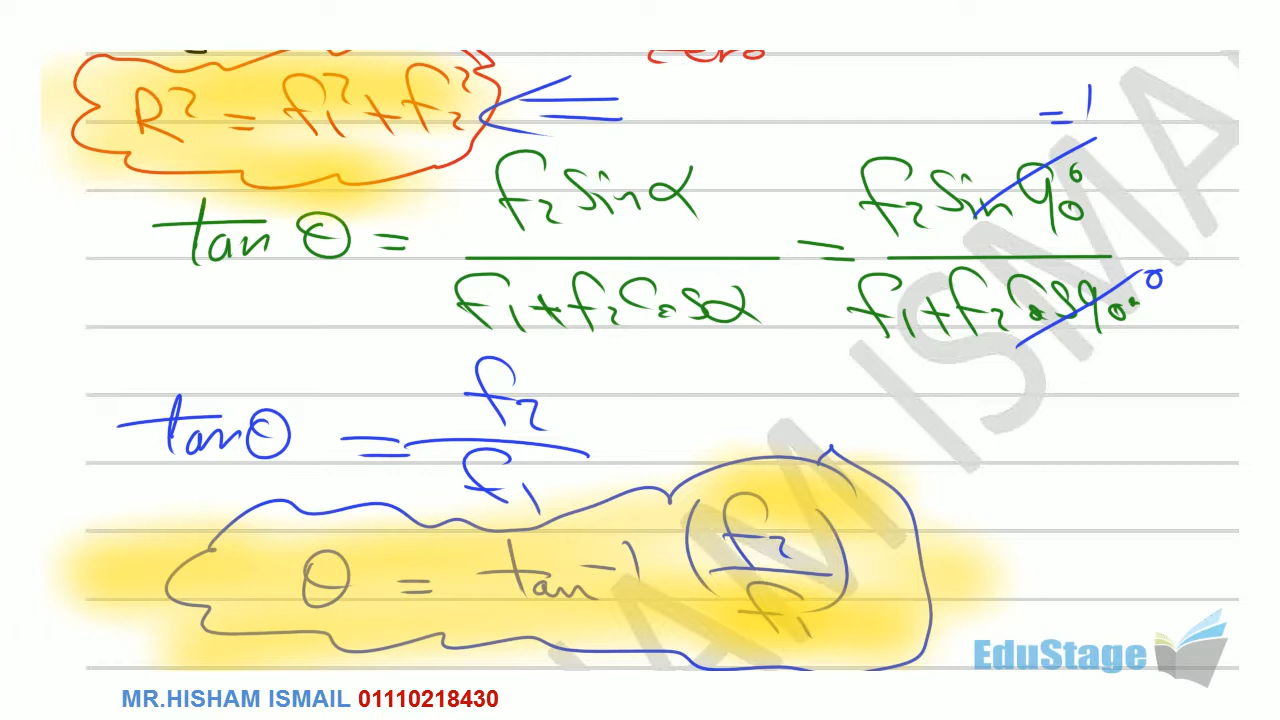 zero
R² = F₁² + F₂²
= 1
tan θ = F₂ sin α / F₁ + F₂ cos α = F₂ sin 90° / F₁ + F₂ cos 90° 0
tan θ = F₂ / F₁
θ = tan⁻¹ (F₂ / F₁)
EduStage
MR.HISHAM ISMAIL 01110218430